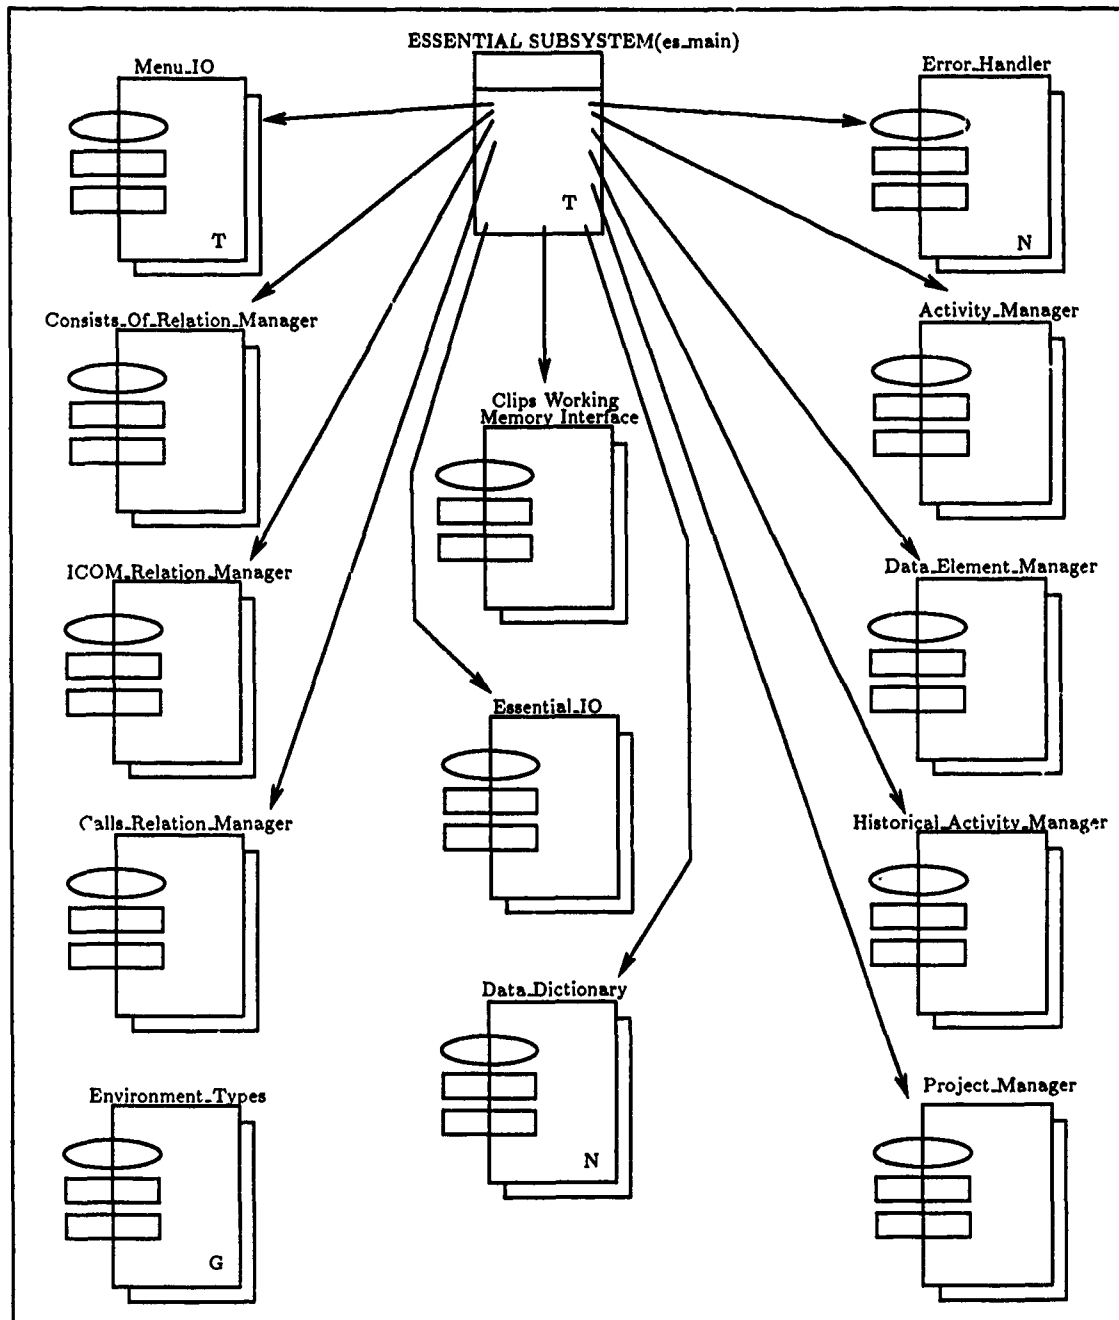 ESSENTIAL SUBSYSTEM(es_main)
Menu_IO
Error_Handler
T
T
N
Consists_Of_Relation_Manager
Activity_Manager
Clips Working
Memory Interface
ICOM_Relation_Manager
Data_Element_Manager
Essential_IO
Calls_Relation_Manager
Historical_Activity_Manager
Data_Dictionary
Environment_Types
Project_Manager
N
G